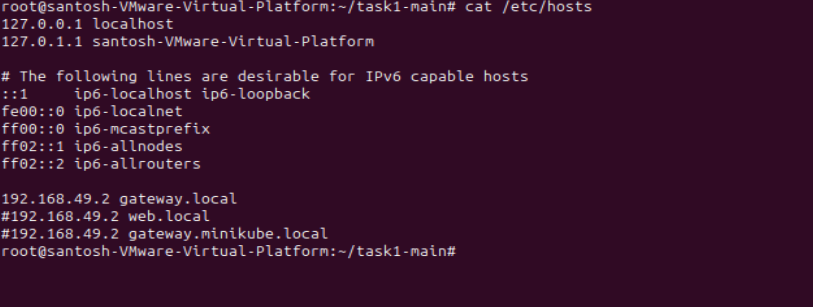 root@santosh-VMware-Virtual-Platform:~/task1-main# cat /etc/hosts
127.0.0.1 localhost
127.0.1.1 santosh-VMware-Virtual-Platform
# The following lines are desirable for IPv6 capable hosts
::1     ip6-localhost ip6-loopback
fe00::0 ip6-localnet
ff00::0 ip6-mcastprefix
ff02::1 ip6-allnodes
ff02::2 ip6-allrouters
192.168.49.2 gateway.local
#192.168.49.2 web.local
#192.168.49.2 gateway.minikube.local
root@santosh-VMware-Virtual-Platform:~/task1-main#